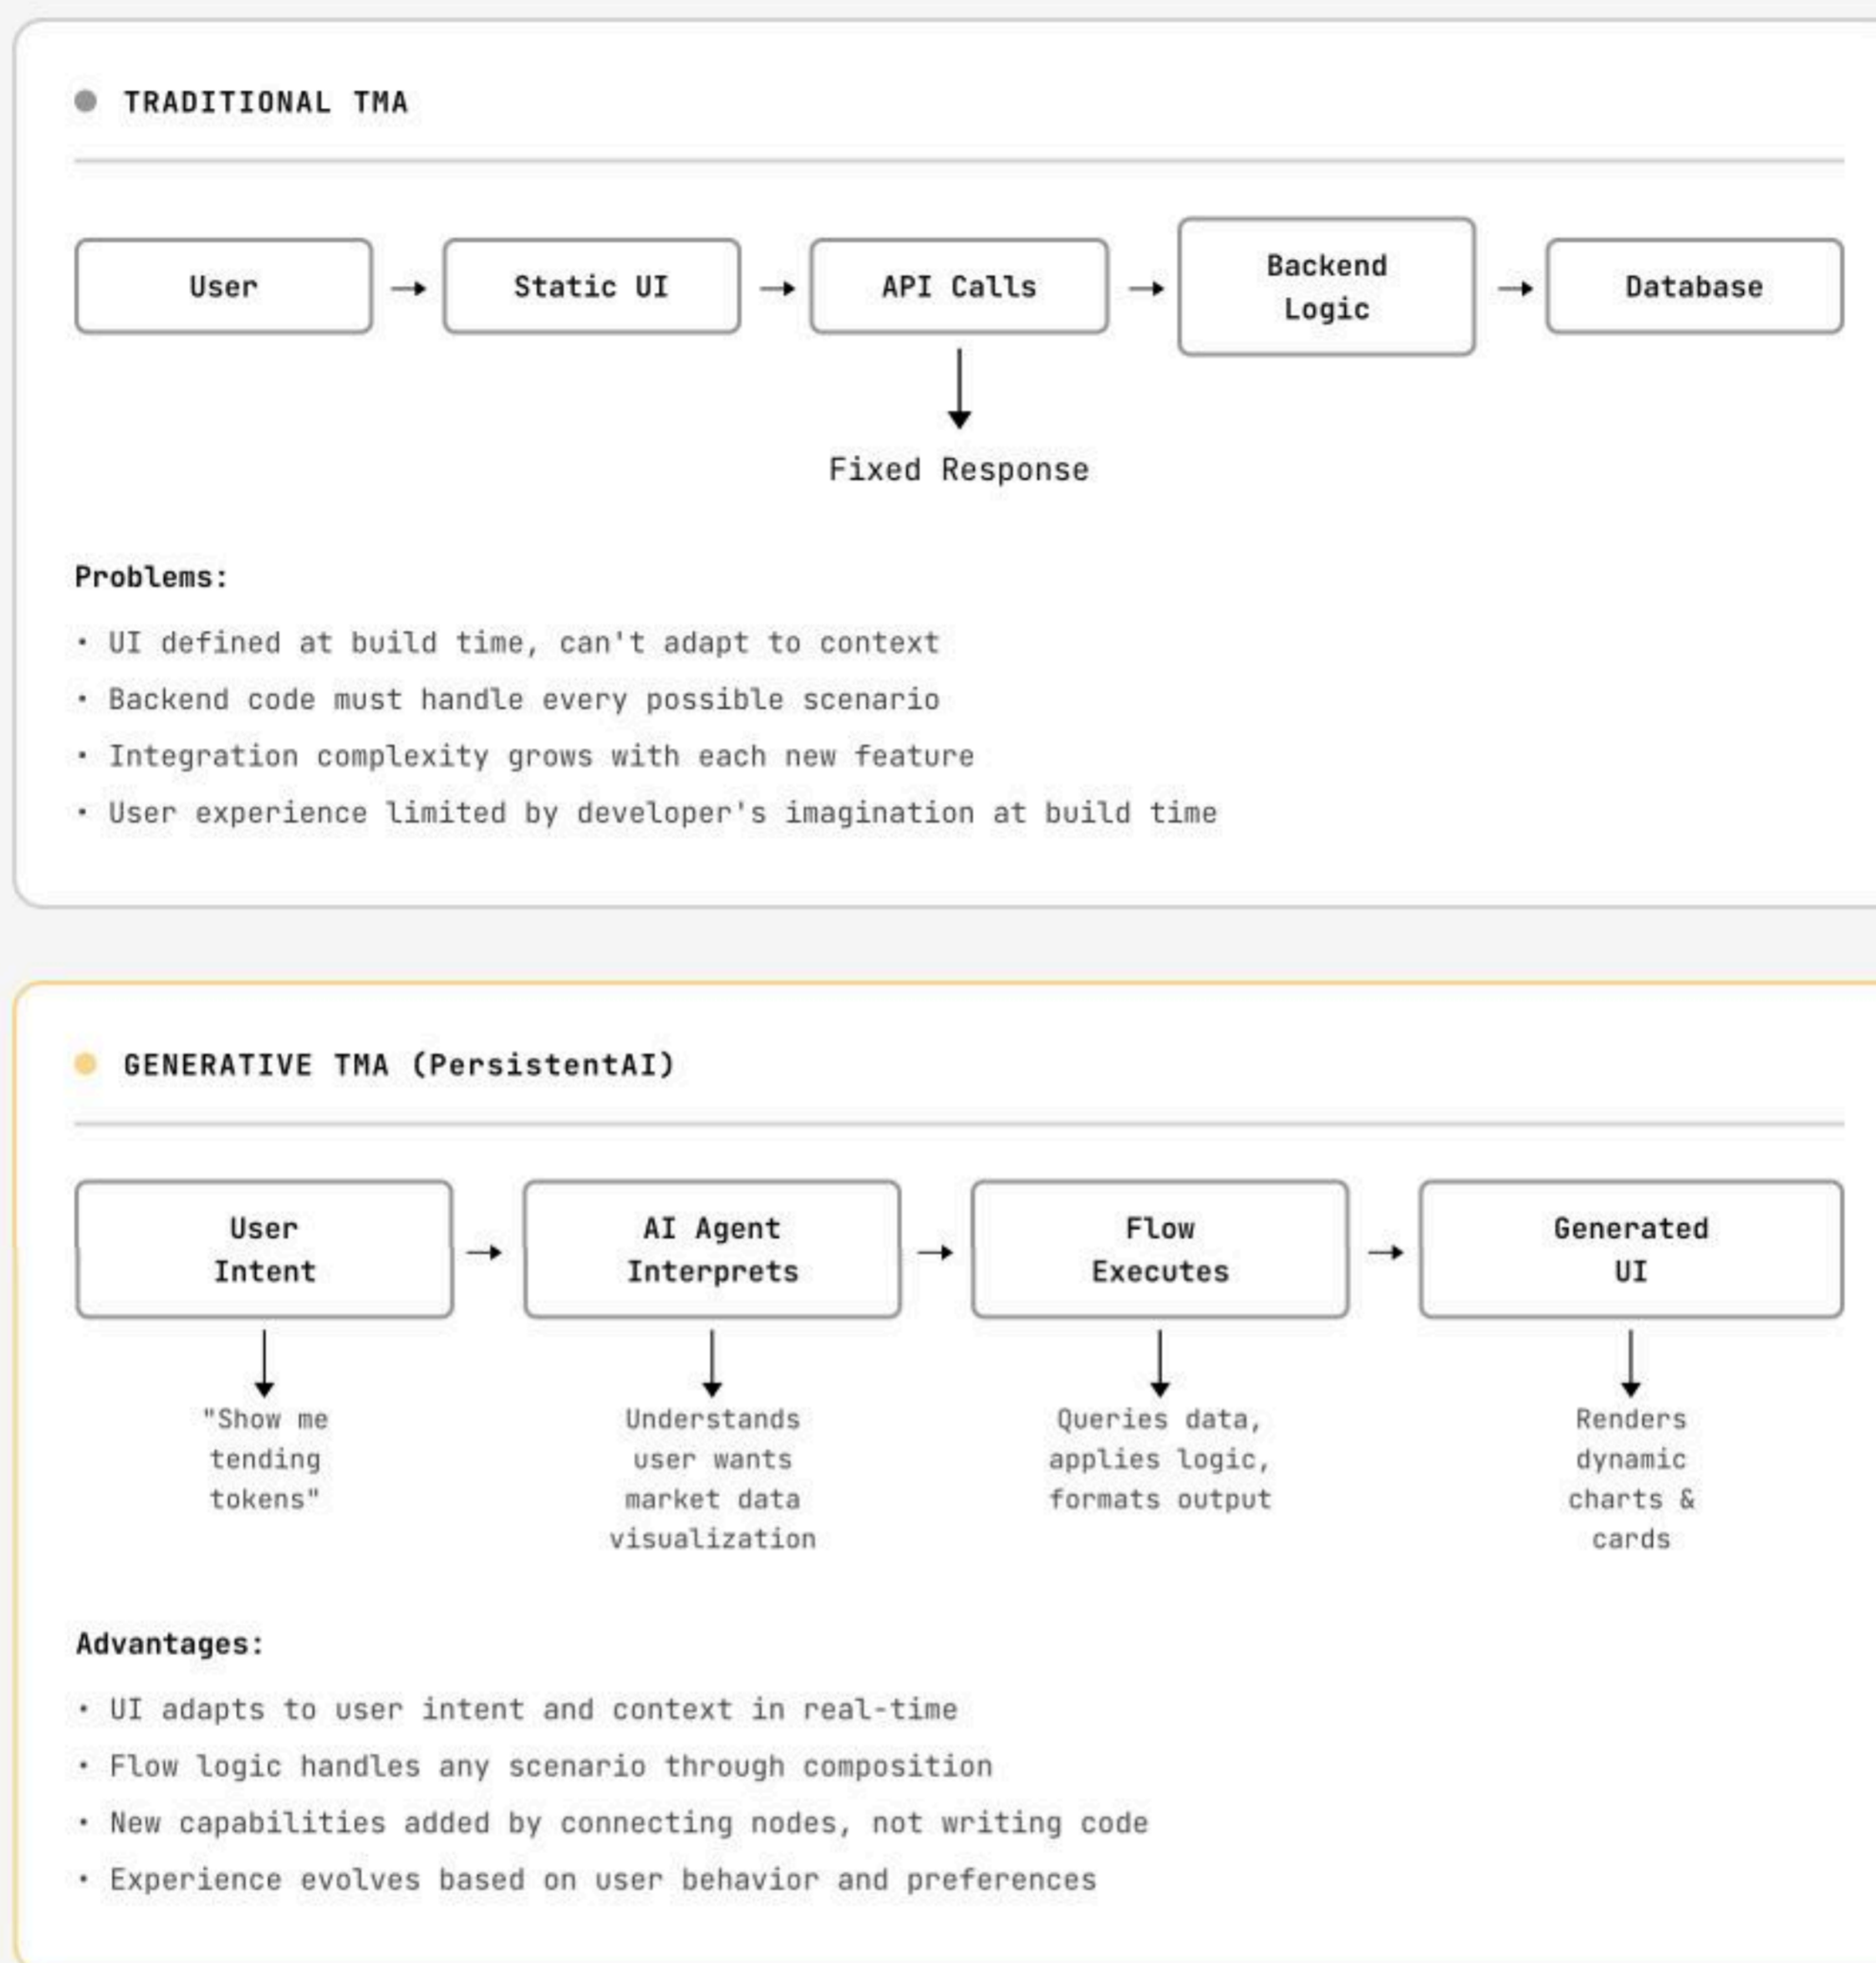 TRADITIONAL TMA
User
Static UI
API Calls
Backend
Logic
Database
Fixed Response
Problems:
• UI defined at build time, can't adapt to context
• Backend code must handle every possible scenario
• Integration complexity grows with each new feature
• User experience limited by developer's imagination at build time
GENERATIVE TMA (PersistentAI)
User
Intent
AI Agent
Interprets
Flow
Executes
Generated
UI
"Show me
tending
tokens"
Understands
user wants
market data
visualization
Queries data,
applies logic,
formats output
Renders
dynamic
charts &
cards
Advantages:
• UI adapts to user intent and context in real-time
• Flow logic handles any scenario through composition
• New capabilities added by connecting nodes, not writing code
• Experience evolves based on user behavior and preferences